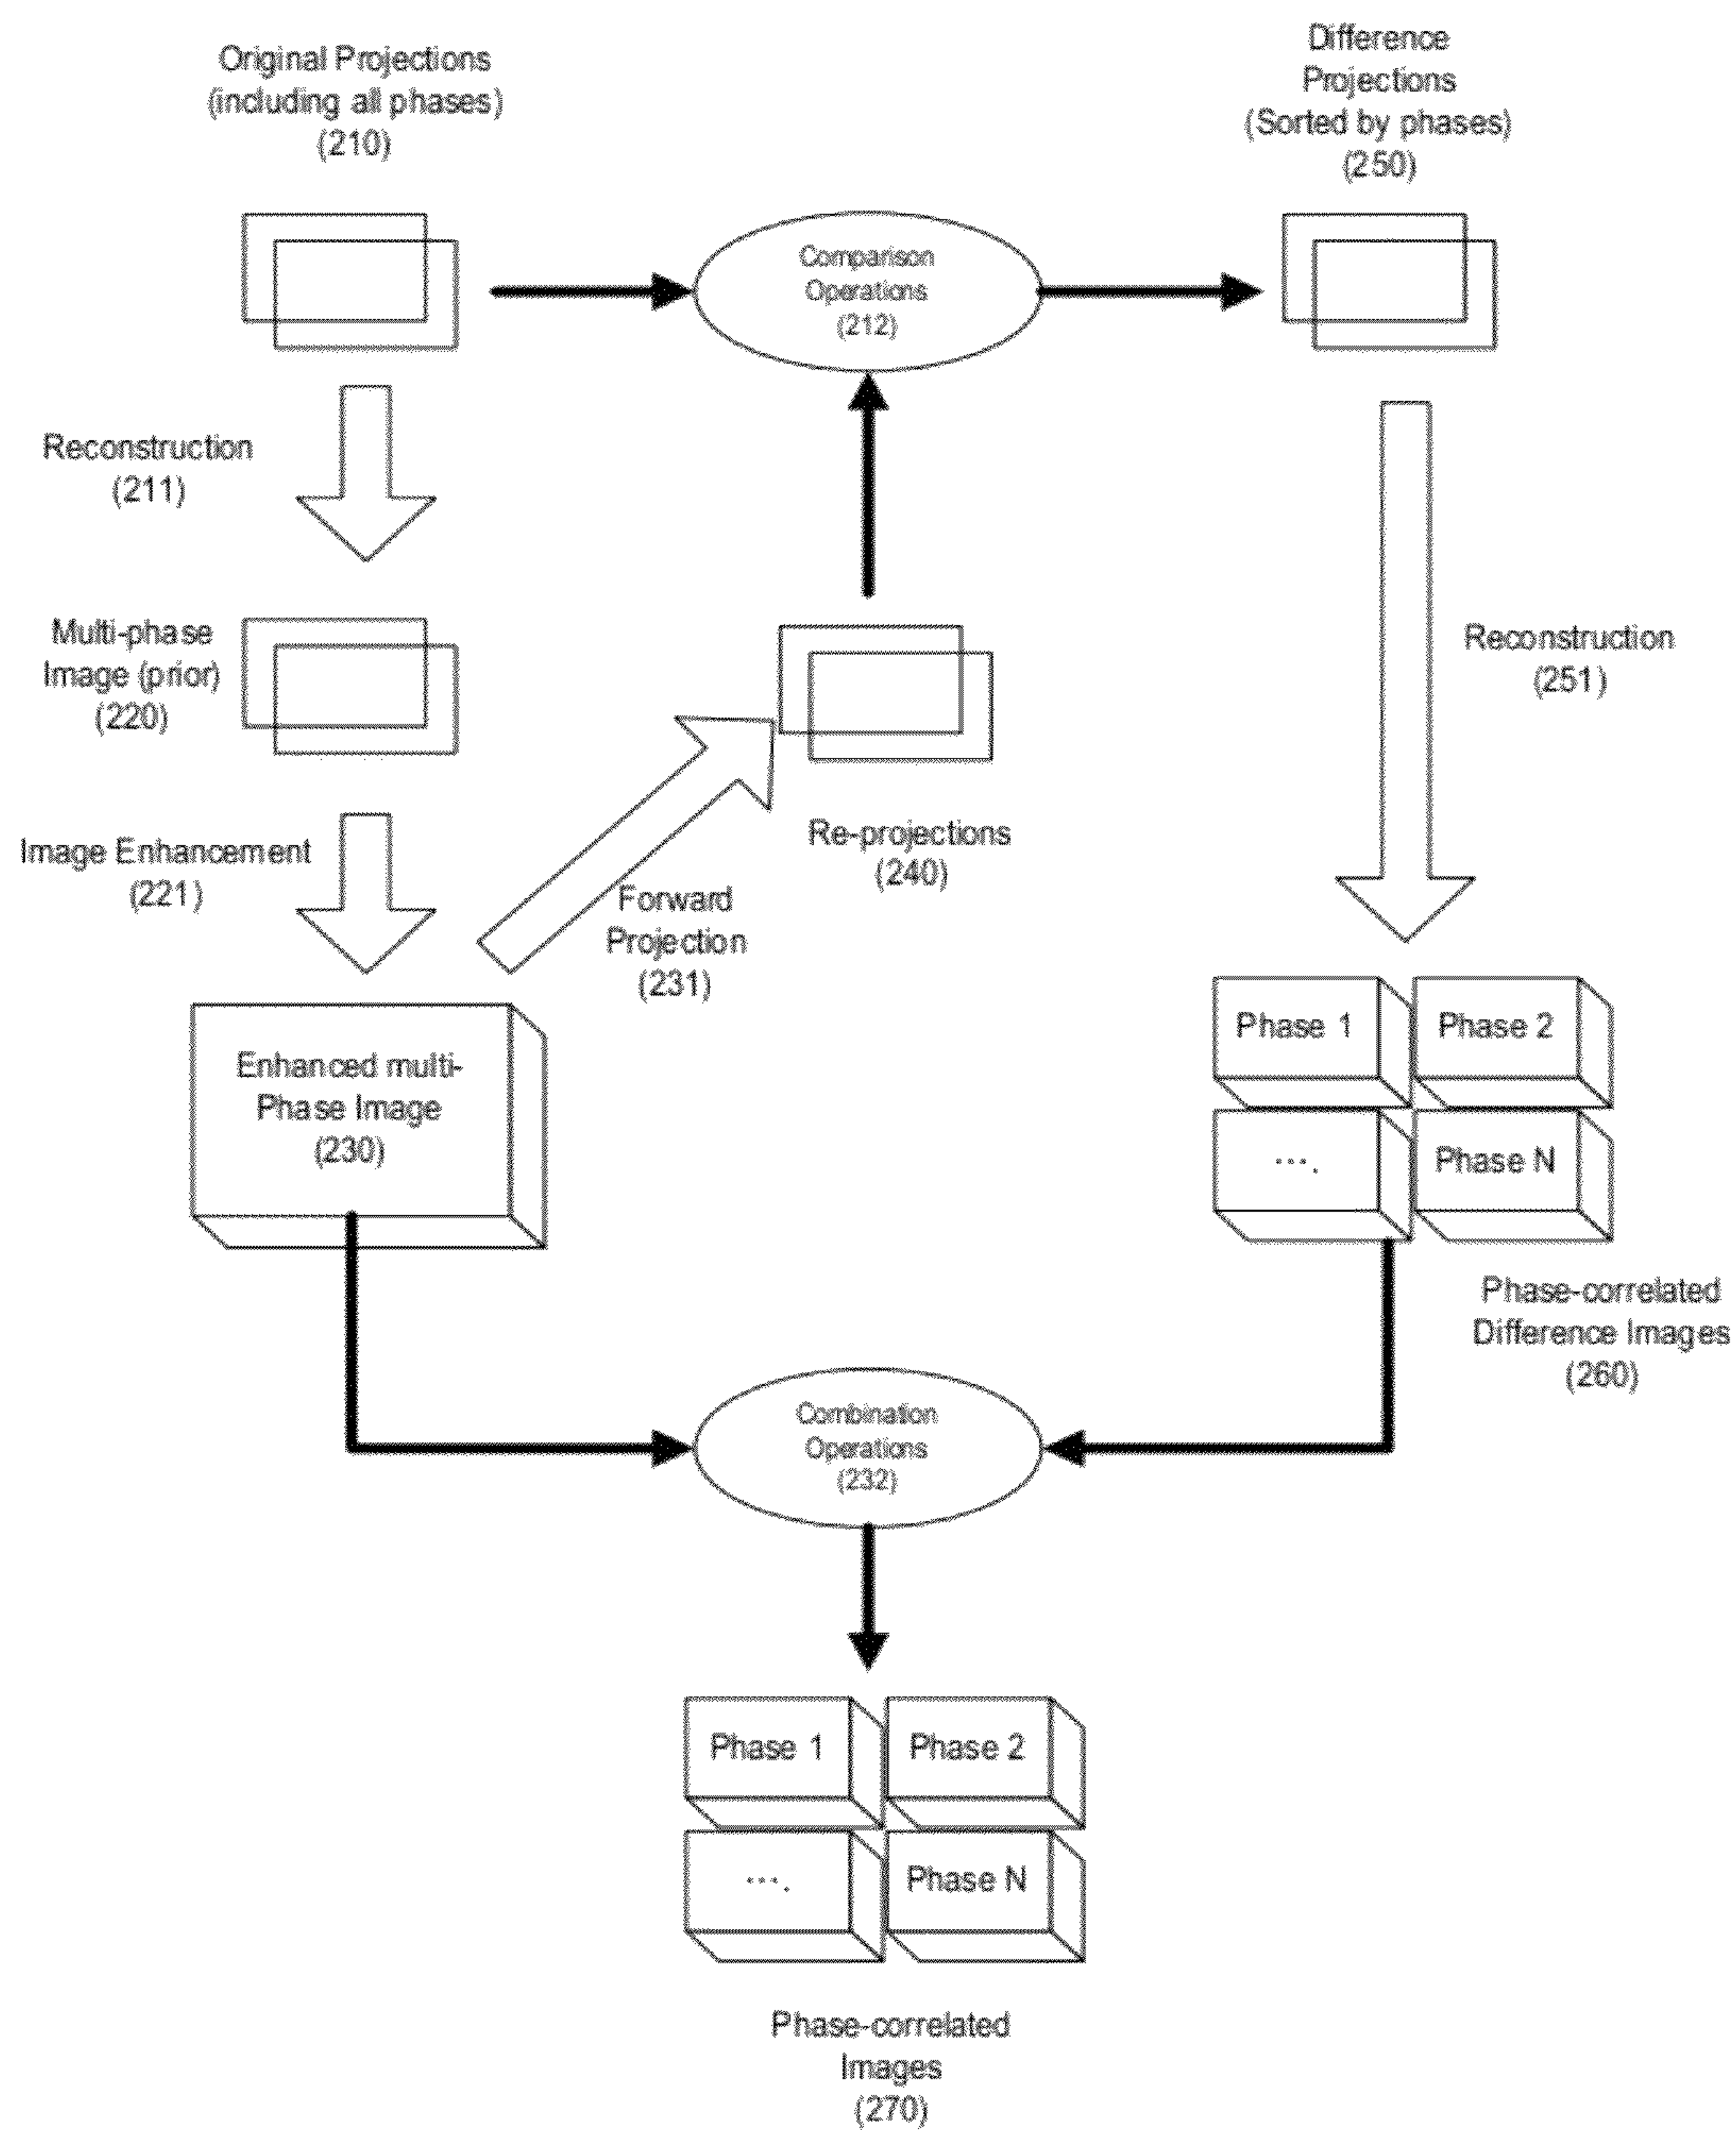 Original Projections
(including all phases)
(210)
Difference
Projections
(Sorted by phases)
(250)
Comparison
Operations
(212)
Reconstruction
(211)
Multi-phase
Image (prior)
(220)
Reconstruction
(251)
Image Enhancement
(221)
Re-projections
(240)
Forward
Projection
(231)
Enhanced multi-
Phase Image
(230)
Phase 1
Phase 2
....
Phase N
Phase-correlated
Difference Images
(260)
Combination
Operations
(232)
Phase 1
Phase 2
....
Phase N
Phase-correlated
Images
(270)